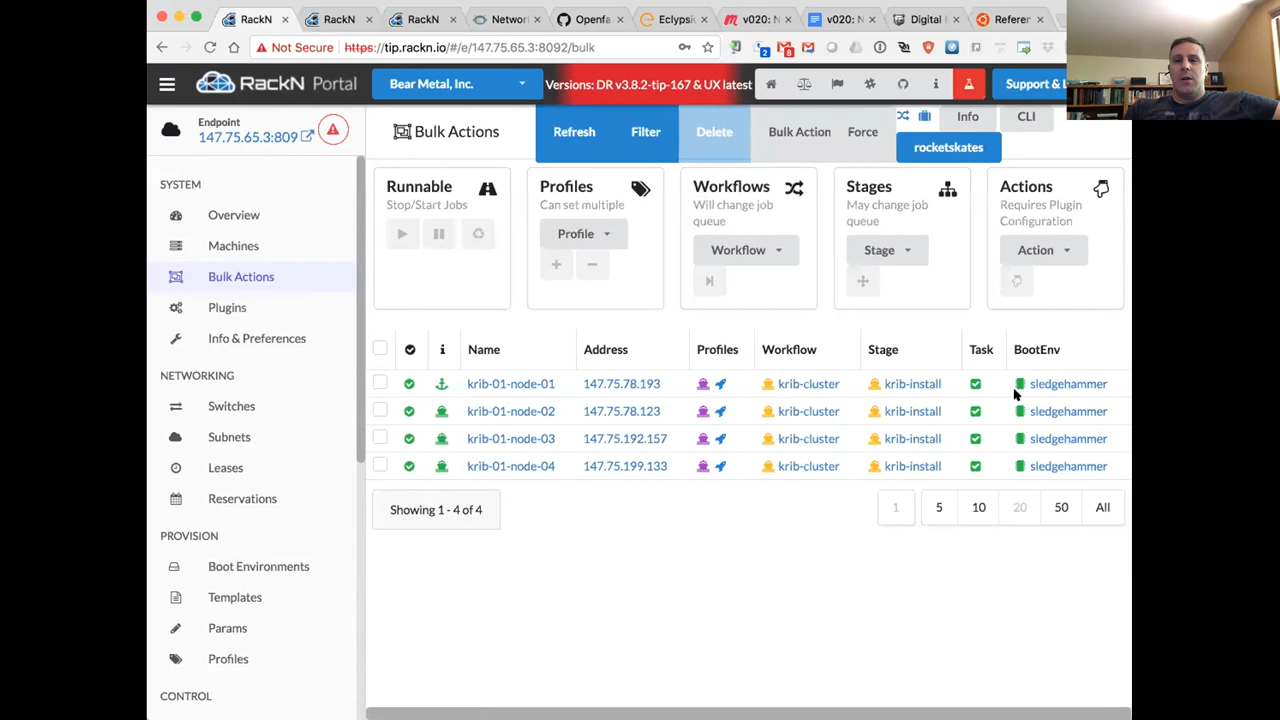 RackN
RackN
RackN
Networ
Openfa
Eclypsi
v020: N
v020: N
Digital
Referer
Not Secure https://tip.rackn.io/#/e/147.75.65.3:8092/bulk
2
8
RackN Portal
Bear Metal, Inc.
Versions: DR v3.8.2-tip-167 & UX latest
Support &
Endpoint
147.75.65.3:809
Bulk Actions
Refresh
Filter
Delete
Bulk Action
Force
Info
CLI
rocketskates
SYSTEM
Overview
Machines
Bulk Actions
Plugins
Info & Preferences
NETWORKING
Switches
Subnets
Leases
Reservations
PROVISION
Boot Environments
Templates
Params
Profiles
CONTROL
Runnable
Stop/Start Jobs
Profiles
Can set multiple
Profile
Workflows
Will change job
queue
Workflow
Stages
May change job
queue
Stage
Actions
Requires Plugin
Configuration
Action
Name Address Profiles Workflow Stage Task BootEnv
krib-01-node-01 147.75.78.193 krib-cluster krib-install sledgehammer
krib-01-node-02 147.75.78.123 krib-cluster krib-install sledgehammer
krib-01-node-03 147.75.192.157 krib-cluster krib-install sledgehammer
krib-01-node-04 147.75.199.133 krib-cluster krib-install sledgehammer
Showing 1 - 4 of 4
1 5 10 20 50 All